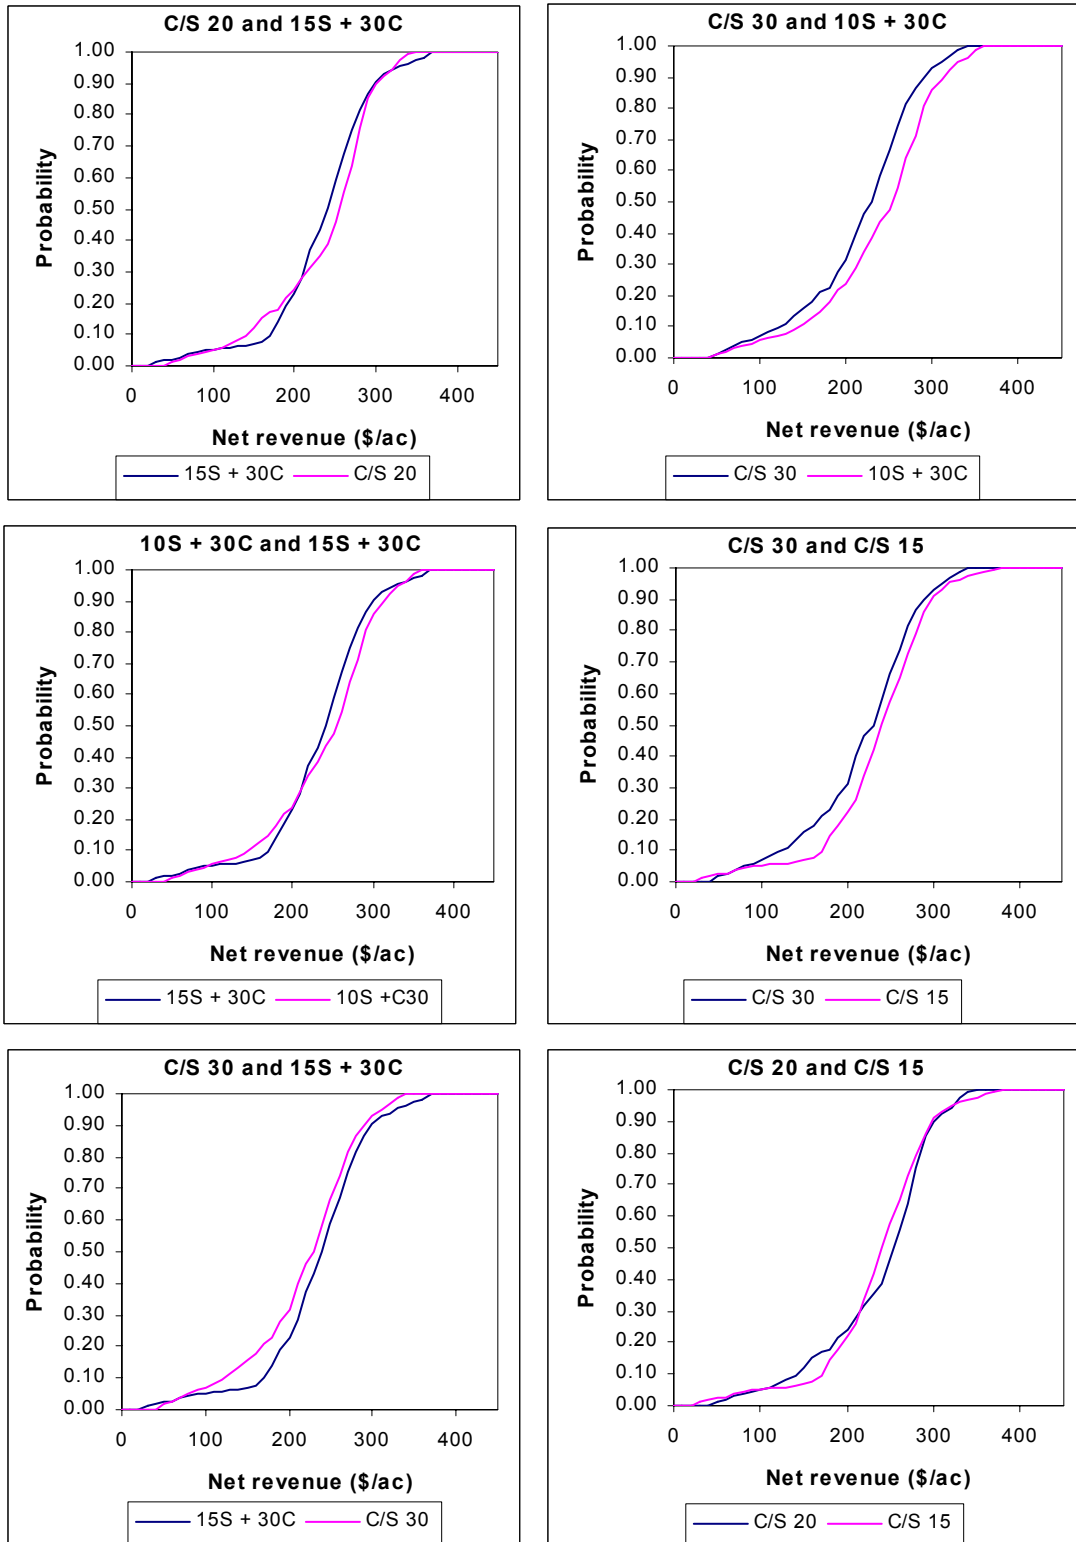 C/S 20 and 15S + 30C
1.00
0.90
0.80
0.70
0.60
0.50
0.40
0.30
0.20
0.10
0.00
Probability
0 100 200 300 400
Net revenue ($/ac)
15S + 30C C/S 20
C/S 30 and 10S + 30C
1.00
0.90
0.80
0.70
0.60
0.50
0.40
0.30
0.20
0.10
0.00
Probability
0 100 200 300 400
Net revenue ($/ac)
C/S 30 10S + 30C
10S + 30C and 15S + 30C
1.00
0.90
0.80
0.70
0.60
0.50
0.40
0.30
0.20
0.10
0.00
Probability
0 100 200 300 400
Net revenue ($/ac)
15S + 30C 10S +C30
C/S 30 and C/S 15
1.00
0.90
0.80
0.70
0.60
0.50
0.40
0.30
0.20
0.10
0.00
Probability
0 100 200 300 400
Net revenue ($/ac)
C/S 30 C/S 15
C/S 30 and 15S + 30C
1.00
0.90
0.80
0.70
0.60
0.50
0.40
0.30
0.20
0.10
0.00
Probability
0 100 200 300 400
Net revenue ($/ac)
15S + 30C C/S 30
C/S 20 and C/S 15
1.00
0.90
0.80
0.70
0.60
0.50
0.40
0.30
0.20
0.10
0.00
Probability
0 100 200 300 400
Net revenue ($/ac)
C/S 20 C/S 15